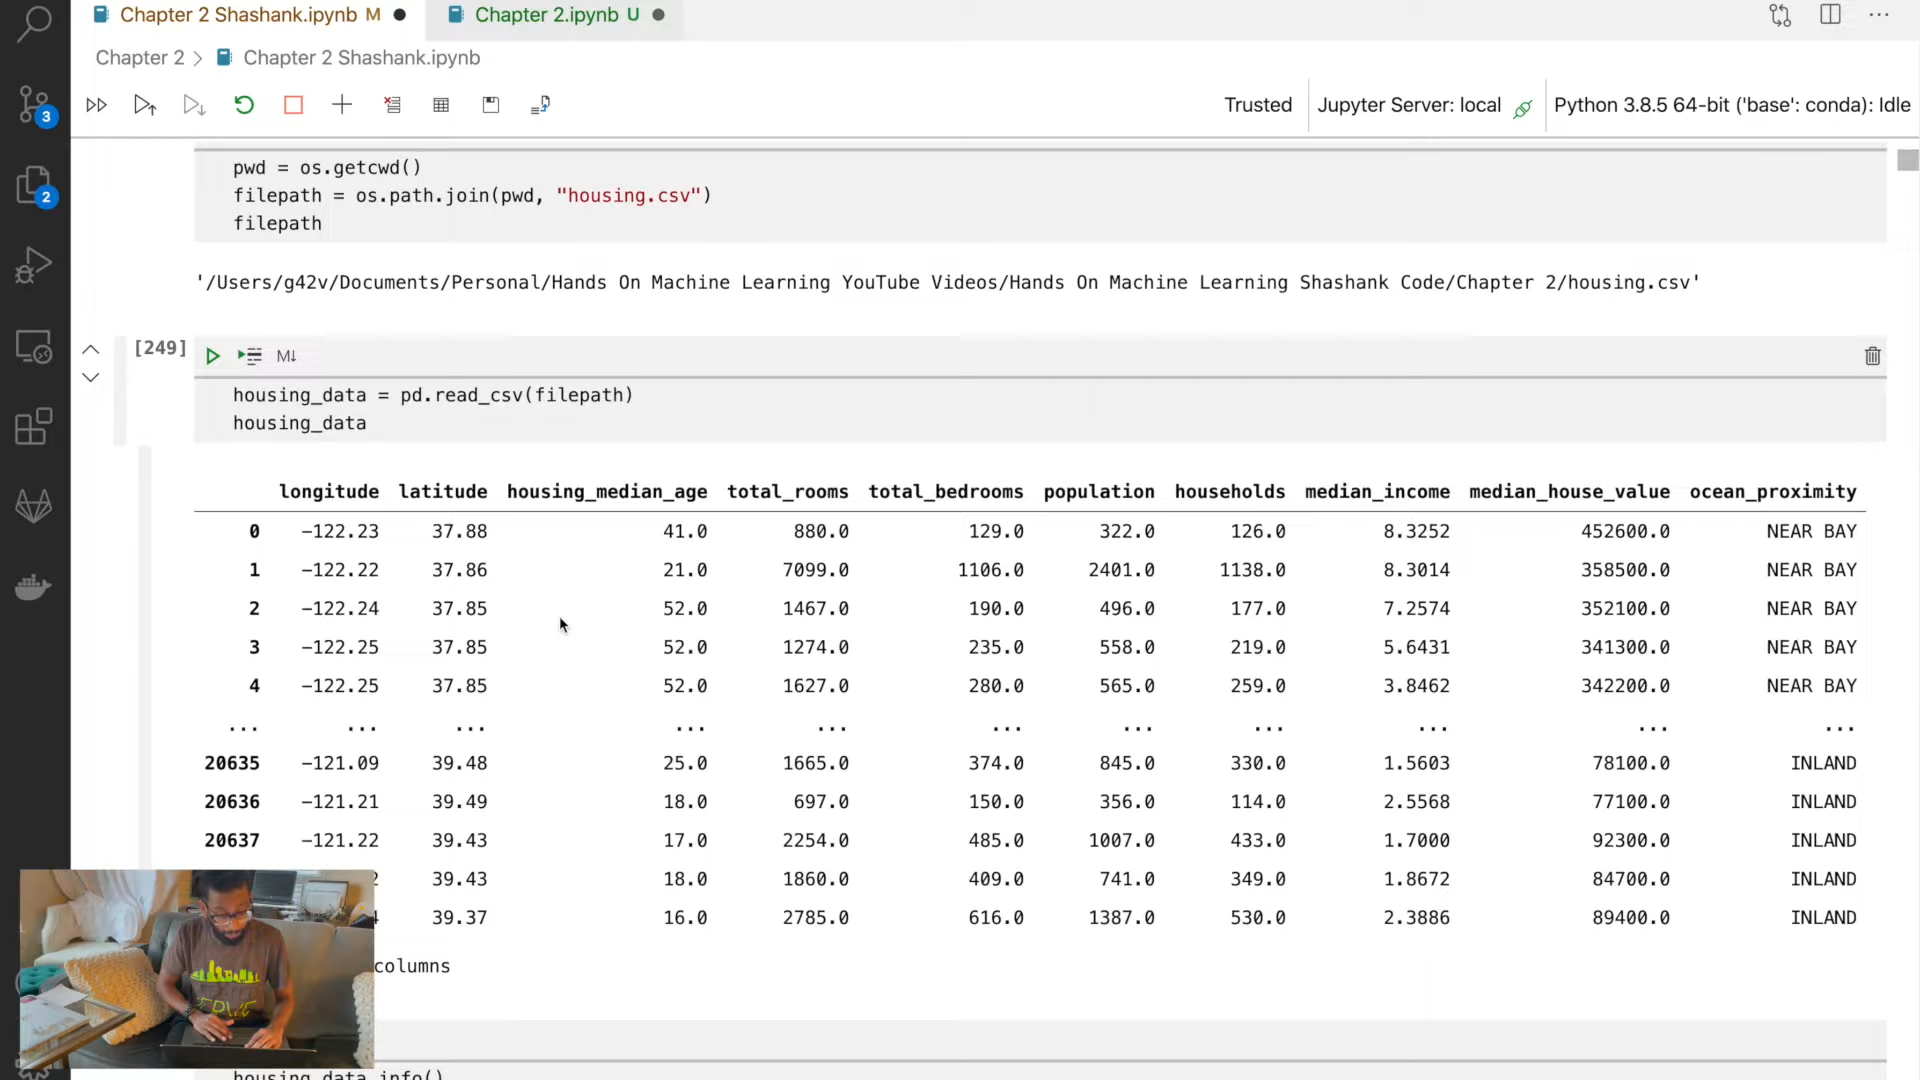 Chapter 2 Shashank.ipynb M
Chapter 2.ipynb U
Chapter 2 > Chapter 2 Shashank.ipynb
3
Trusted
Jupyter Server: local
Python 3.8.5 64-bit ('base': conda): Idle
2
pwd = os.getcwd()
filepath = os.path.join(pwd, "housing.csv")
filepath
'/Users/g42v/Documents/Personal/Hands On Machine Learning YouTube Videos/Hands On Machine Learning Shashank Code/Chapter 2/housing.csv'
[249]
M↓
housing_data = pd.read_csv(filepath)
housing_data
longitude latitude housing_median_age total_rooms total_bedrooms population households median_income median_house_value ocean_proximity
0 -122.23 37.88 41.0 880.0 129.0 322.0 126.0 8.3252 452600.0 NEAR BAY
1 -122.22 37.86 21.0 7099.0 1106.0 2401.0 1138.0 8.3014 358500.0 NEAR BAY
2 -122.24 37.85 52.0 1467.0 190.0 496.0 177.0 7.2574 352100.0 NEAR BAY
3 -122.25 37.85 52.0 1274.0 235.0 558.0 219.0 5.6431 341300.0 NEAR BAY
4 -122.25 37.85 52.0 1627.0 280.0 565.0 259.0 3.8462 342200.0 NEAR BAY
... ... ... ... ... ... ... ... ... ... ...
20635 -121.09 39.48 25.0 1665.0 374.0 845.0 330.0 1.5603 78100.0 INLAND
20636 -121.21 39.49 18.0 697.0 150.0 356.0 114.0 2.5568 77100.0 INLAND
20637 -121.22 39.43 17.0 2254.0 485.0 1007.0 433.0 1.7000 92300.0 INLAND
39.43 18.0 1860.0 409.0 741.0 349.0 1.8672 84700.0 INLAND
39.37 16.0 2785.0 616.0 1387.0 530.0 2.3886 89400.0 INLAND
columns
housing_data.info()